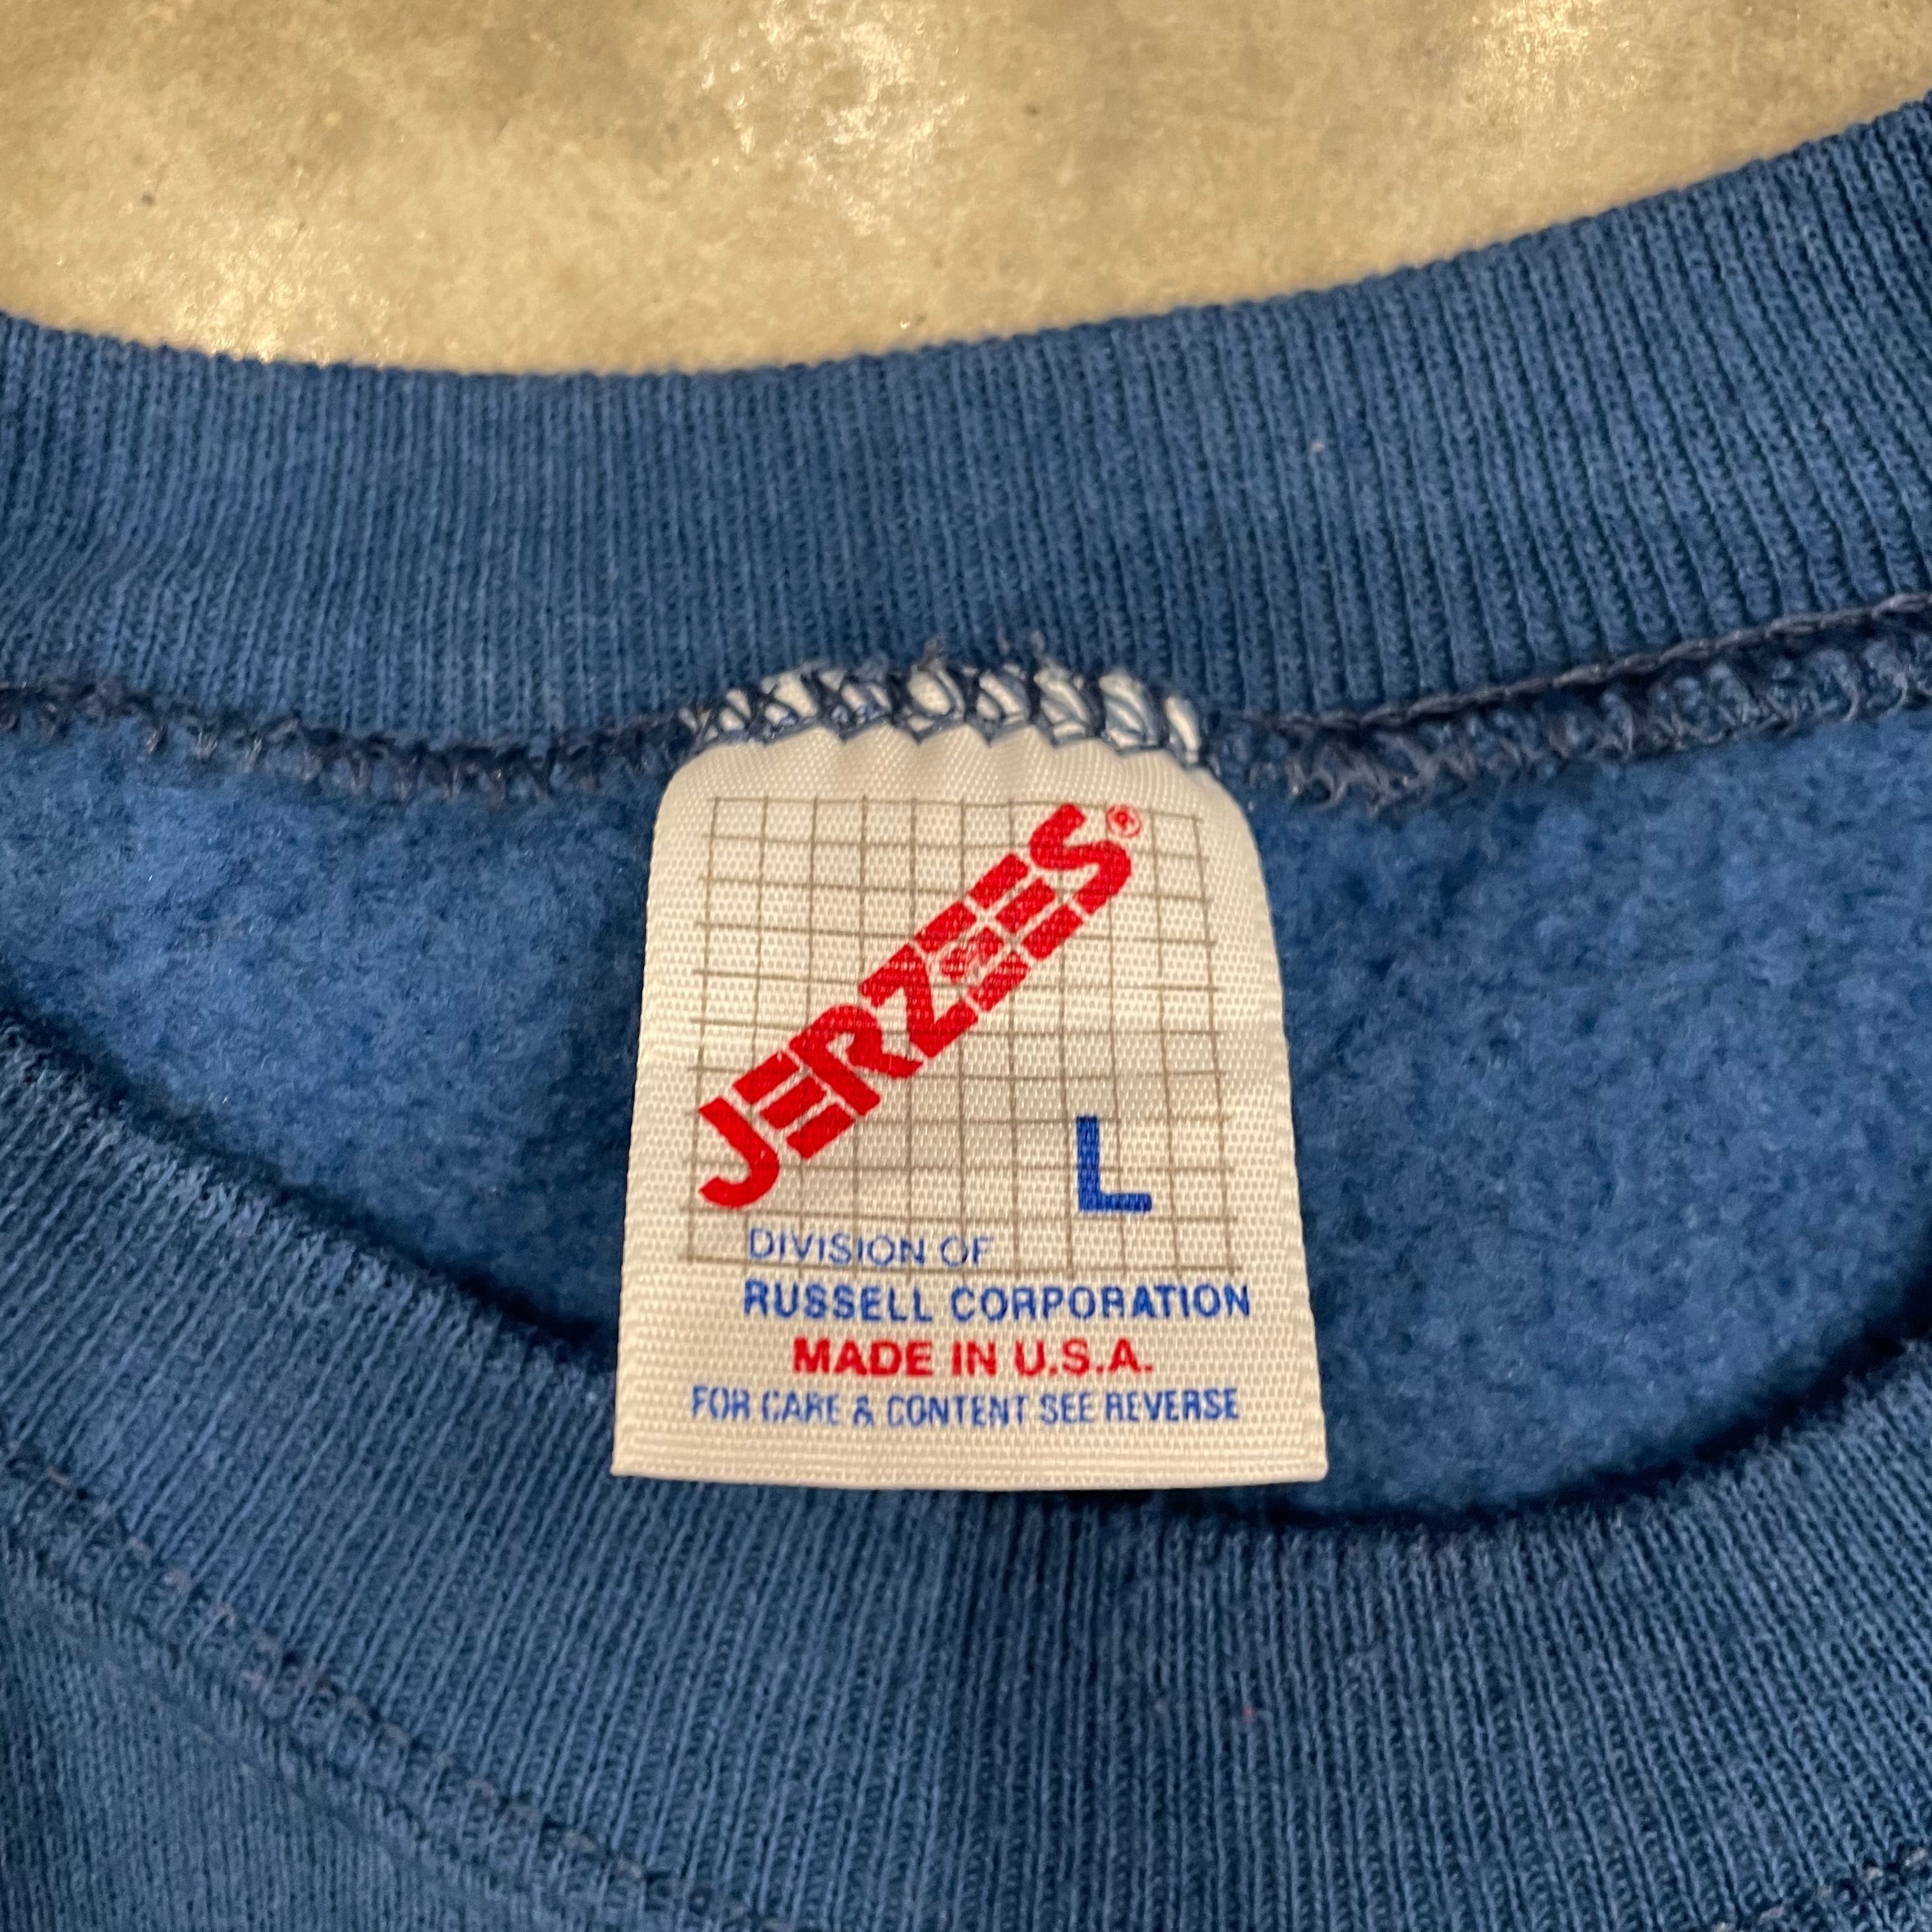 JERZEES®
L
DIVISION OF
RUSSELL CORPORATION
MADE IN U.S.A.
FOR CARE & CONTENT SEE REVERSE